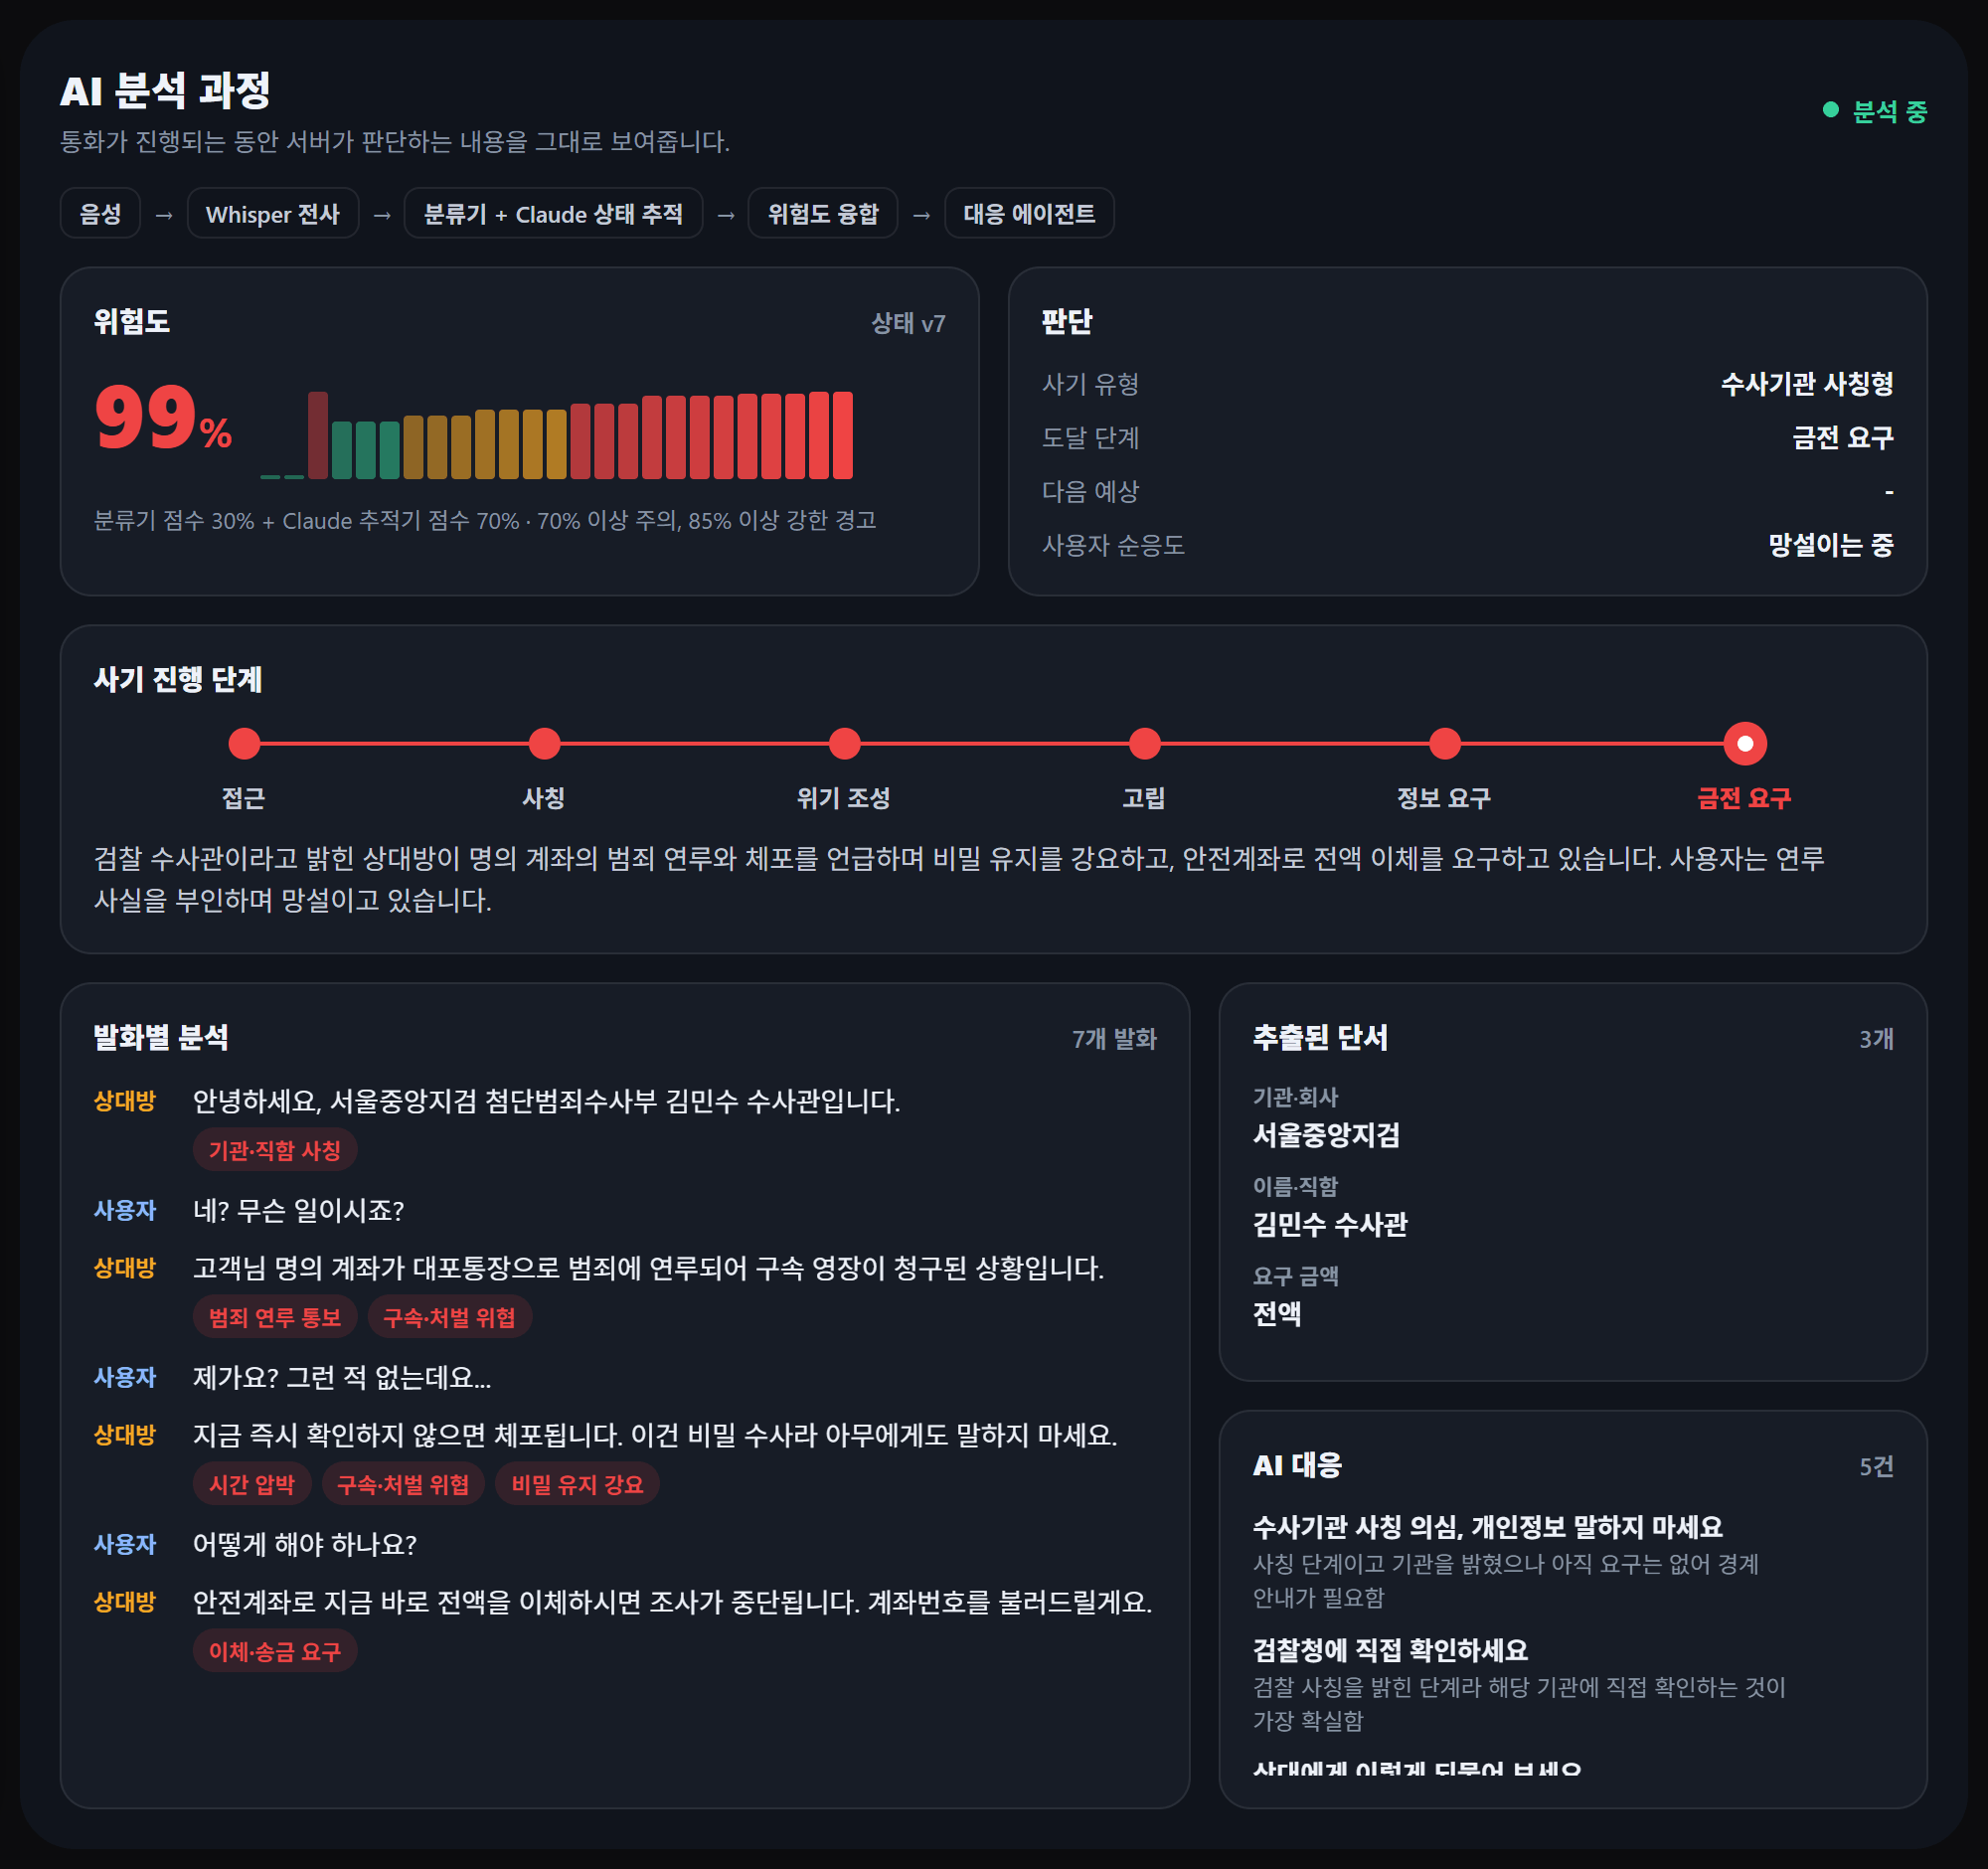 AI 분석 과정
통화가 진행되는 동안 서버가 판단하는 내용을 그대로 보여줍니다.
분석 중
음성 → Whisper 전사 → 분류기 + Claude 상태 추적 → 위험도 융합 → 대응 에이전트
위험도
상태 v7
99%
분류기 점수 30% + Claude 추적기 점수 70% · 70% 이상 주의, 85% 이상 강한 경고
판단
사기 유형 수사기관 사칭형
도달 단계 금전 요구
다음 예상 -
사용자 순응도 망설이는 중
사기 진행 단계
접근 사칭 위기 조성 고립 정보 요구 금전 요구
검찰 수사관이라고 밝힌 상대방이 명의 계좌의 범죄 연루와 체포를 언급하며 비밀 유지를 강요하고, 안전계좌로 전액 이체를 요구하고 있습니다. 사용자는 연루
사실을 부인하며 망설이고 있습니다.
발화별 분석
7개 발화
상대방 안녕하세요, 서울중앙지검 첨단범죄수사부 김민수 수사관입니다.
기관·직함 사칭
사용자 네? 무슨 일이시죠?
상대방 고객님 명의 계좌가 대포통장으로 범죄에 연루되어 구속 영장이 청구된 상황입니다.
범죄 연루 통보 구속·처벌 위협
사용자 제가요? 그런 적 없는데요...
상대방 지금 즉시 확인하지 않으면 체포됩니다. 이건 비밀 수사라 아무에게도 말하지 마세요.
시간 압박 구속·처벌 위협 비밀 유지 강요
사용자 어떻게 해야 하나요?
상대방 안전계좌로 지금 바로 전액을 이체하시면 조사가 중단됩니다. 계좌번호를 불러드릴게요.
이체·송금 요구
추출된 단서
3개
기관·회사
서울중앙지검
이름·직함
김민수 수사관
요구 금액
전액
AI 대응
5건
수사기관 사칭 의심, 개인정보 말하지 마세요
사칭 단계이고 기관을 밝혔으나 아직 요구는 없어 경계
안내가 필요함
검찰청에 직접 확인하세요
검찰 사칭을 밝힌 단계라 해당 기관에 직접 확인하는 것이
가장 확실함
상대에게 이렇게 되물어 보세요